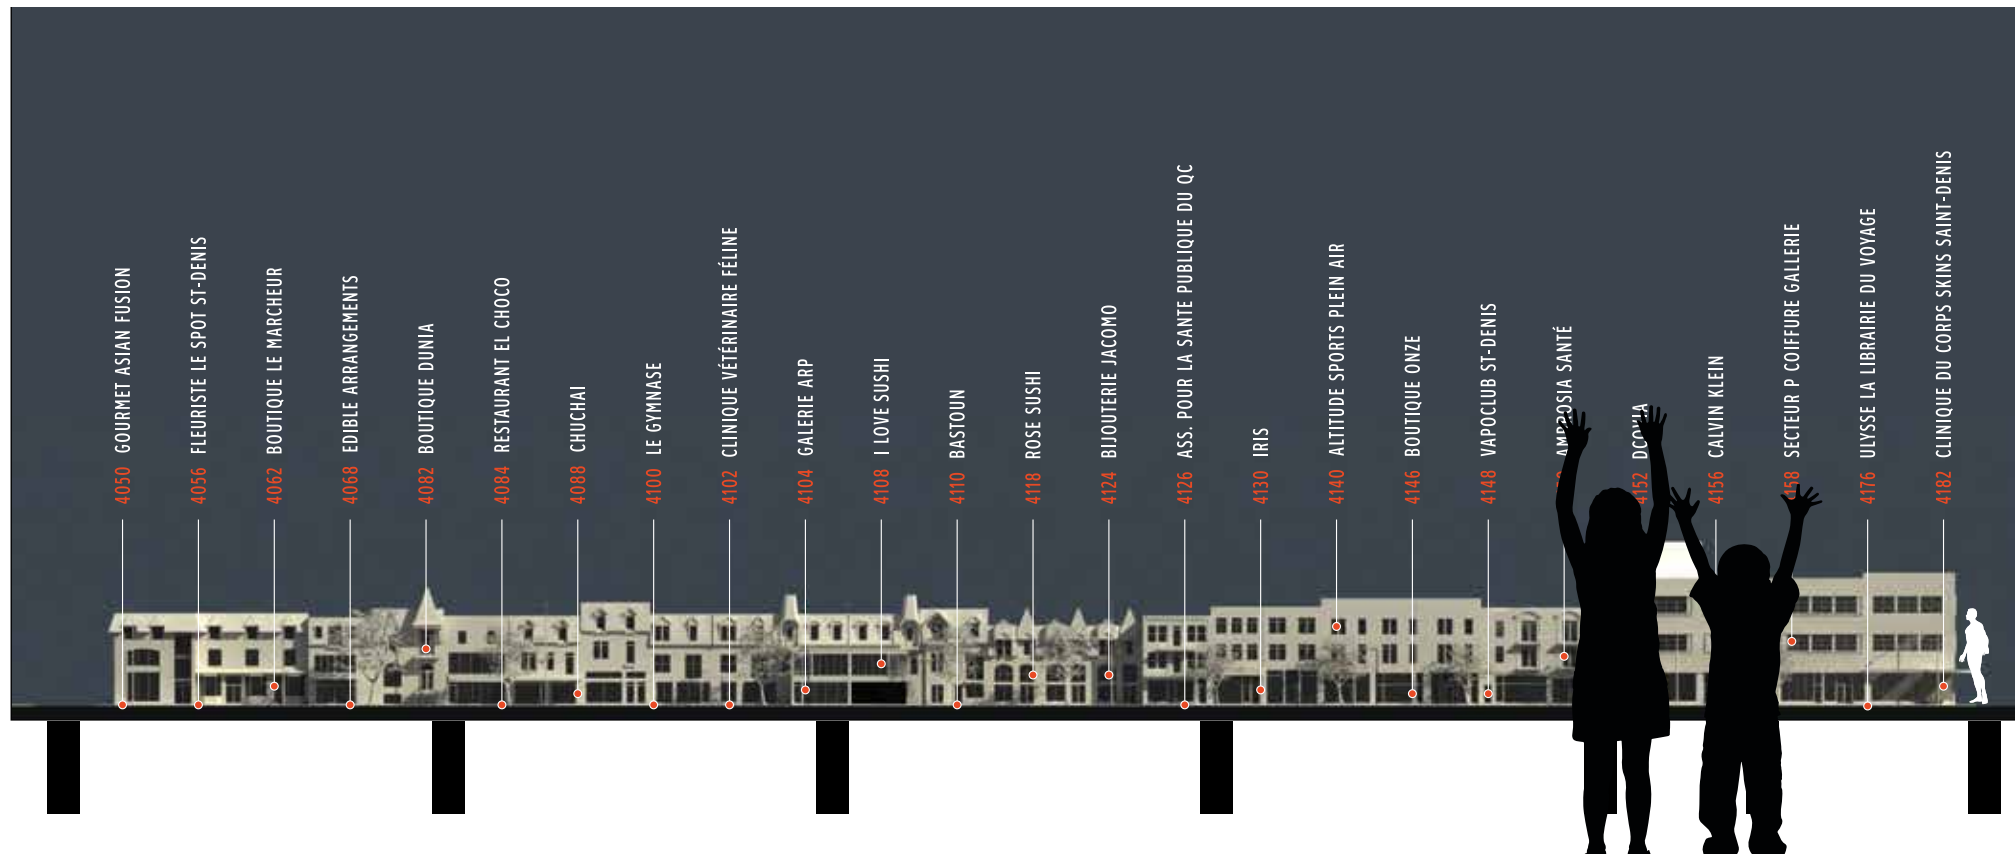 4050 GOURMET ASIAN FUSION
4056 FLEURISTE LE SPOT ST-DENIS
4062 BOUTIQUE LE MARCHEUR
4068 EDIBLE ARRANGEMENTS
4082 BOUTIQUE DUNIA
4084 RESTAURANT EL CHOCO
4088 CHUCHAI
4100 LE GYMNASE
4102 CLINIQUE VÉTÉRINAIRE FÉLINE
4104 GALERIE ARP
4108 I LOVE SUSHI
4110 BASTOUN
4118 ROSE SUSHI
4124 BIJOUTERIE JACOMO
4126 ASS. POUR LA SANTE PUBLIQUE DU QC
4130 IRIS
4140 ALTITUDE SPORTS PLEIN AIR
4146 BOUTIQUE ONZE
4148 VAPOCLUB ST-DENIS
AMBROSIA SANTÉ
4152
4156 CALVIN KLEIN
4158 SECTEUR P COIFFURE GALLERIE
4176 ULYSSE LA LIBRAIRIE DU VOYAGE
4182 CLINIQUE DU CORPS SKINS SAINT-DENIS